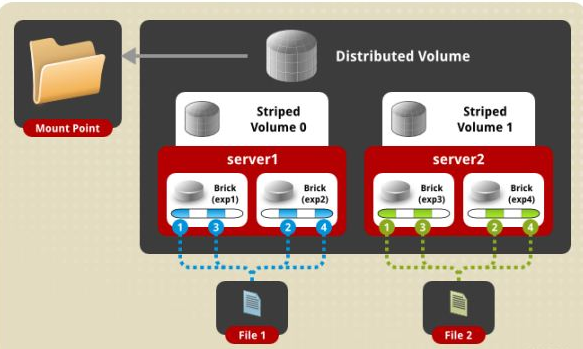 Distributed Volume
Mount Point
Striped
Volume 0
Striped
Volume 1
server1
server2
Brick
(exp1)
Brick
(exp2)
Brick
(exp3)
Brick
(exp4)
1
3
2
4
1
3
2
4
File 1
File 2